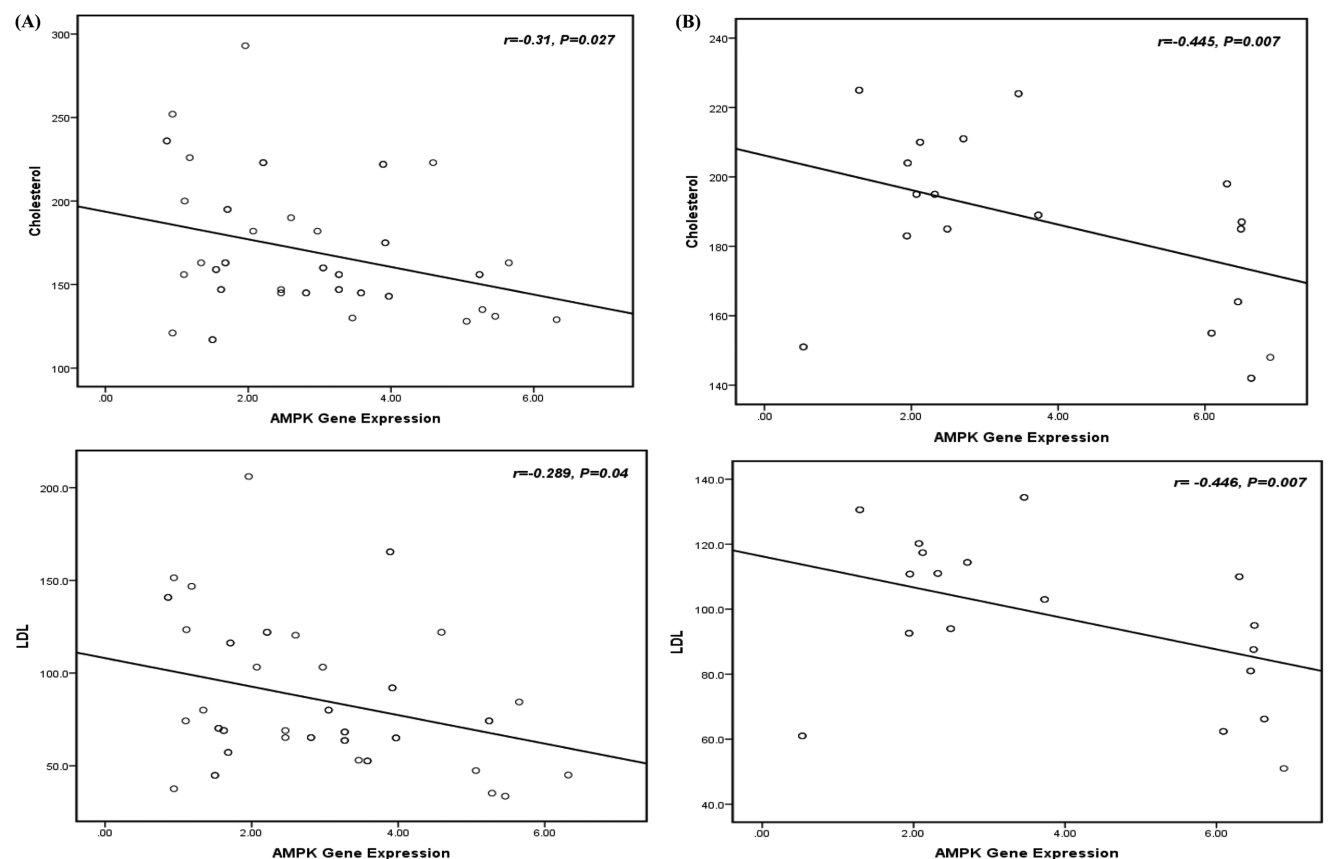 (A)
r=-0.31, P=0.027
300
250
200
150
100
Cholesterol
.00 2.00 4.00 6.00
AMPK Gene Expression
(B)
r=-0.445, P=0.007
240
220
200
180
160
140
Cholesterol
.00 2.00 4.00 6.00
AMPK Gene Expression
r=-0.289, P=0.04
200.0
150.0
100.0
50.0
LDL
.00 2.00 4.00 6.00
AMPK Gene Expression
r= -0.446, P=0.007
140.0
120.0
100.0
80.0
60.0
40.0
LDL
.00 2.00 4.00 6.00
AMPK Gene Expression